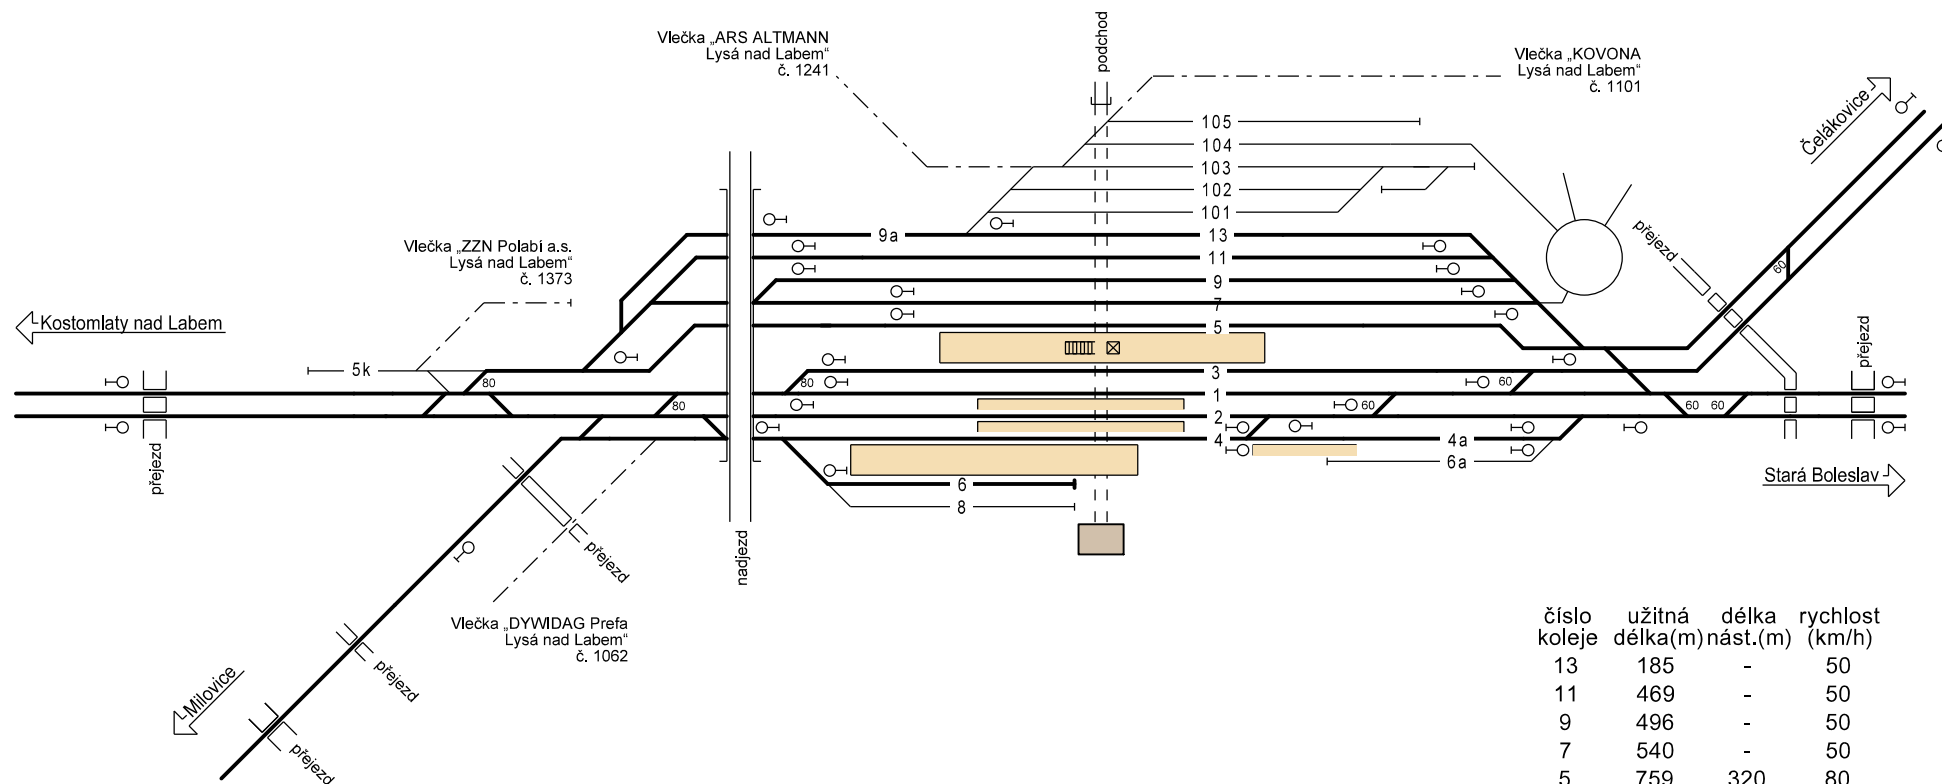 Vlečka „ARS ALTMANN
Lysá nad Labem“
č. 1241
podchod
Vlečka „KOVONA
Lysá nad Labem“
č. 1101
Čelákovice
105
104
103
102
101
přejezd
9a
13
11
9
7
5
60
Vlečka „ZZN Polabí a.s.
Lysá nad Labem“
č. 1373
Kostomlaty nad Labem
5k
80
80
3
60
přejezd
1
80
60
60
60
2
4
4a
6a
přejezd
6
8
Stará Boleslav
přejezd
nadjezd
Vlečka „DYWIDAG Prefa
Lysá nad Labem“
č. 1062
Milovice
přejezd
přejezd
číslo koleje užitná délka(m) délka nást.(m) rychlost (km/h)
13 185 - 50
11 469 - 50
9 496 - 50
7 540 - 50
5 759 320 80